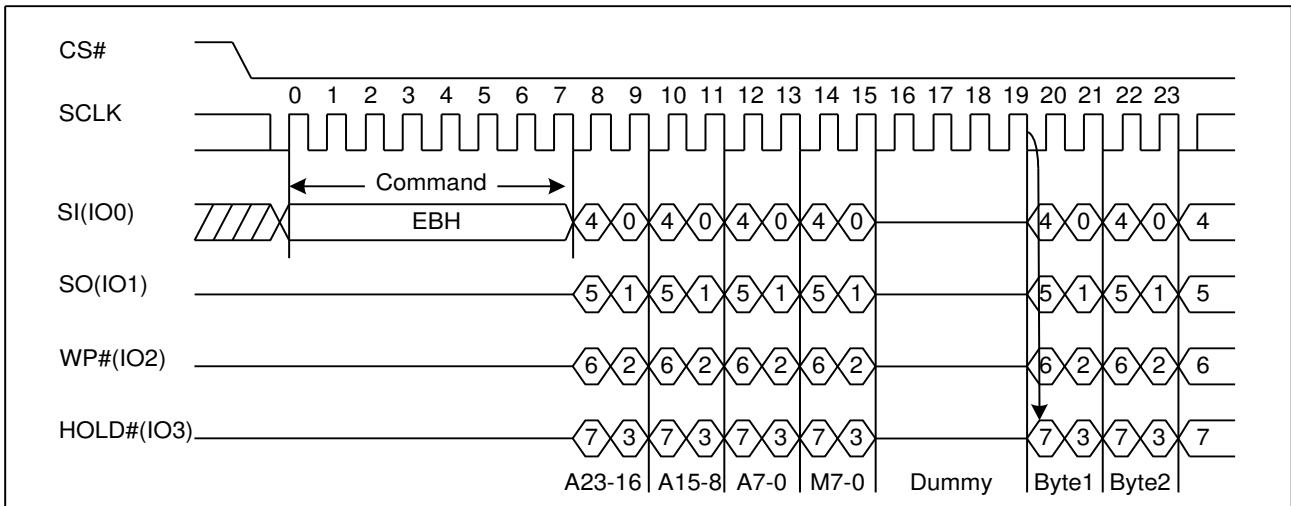 CS#
0 1 2 3 4 5 6 7 8 9 10 11 12 13 14 15 16 17 18 19 20 21 22 23
SCLK
Command
SI(IO0) EBH 4 0 4 0 4 0 4 0 4 0 4 0 4
SO(IO1) 5 1 5 1 5 1 5 1 5 1 5 1 5
WP#(IO2) 6 2 6 2 6 2 6 2 6 2 6 2 6
HOLD#(IO3) 7 3 7 3 7 3 7 3 7 3 7 3 7
A23-16 A15-8 A7-0 M7-0 Dummy Byte1 Byte2